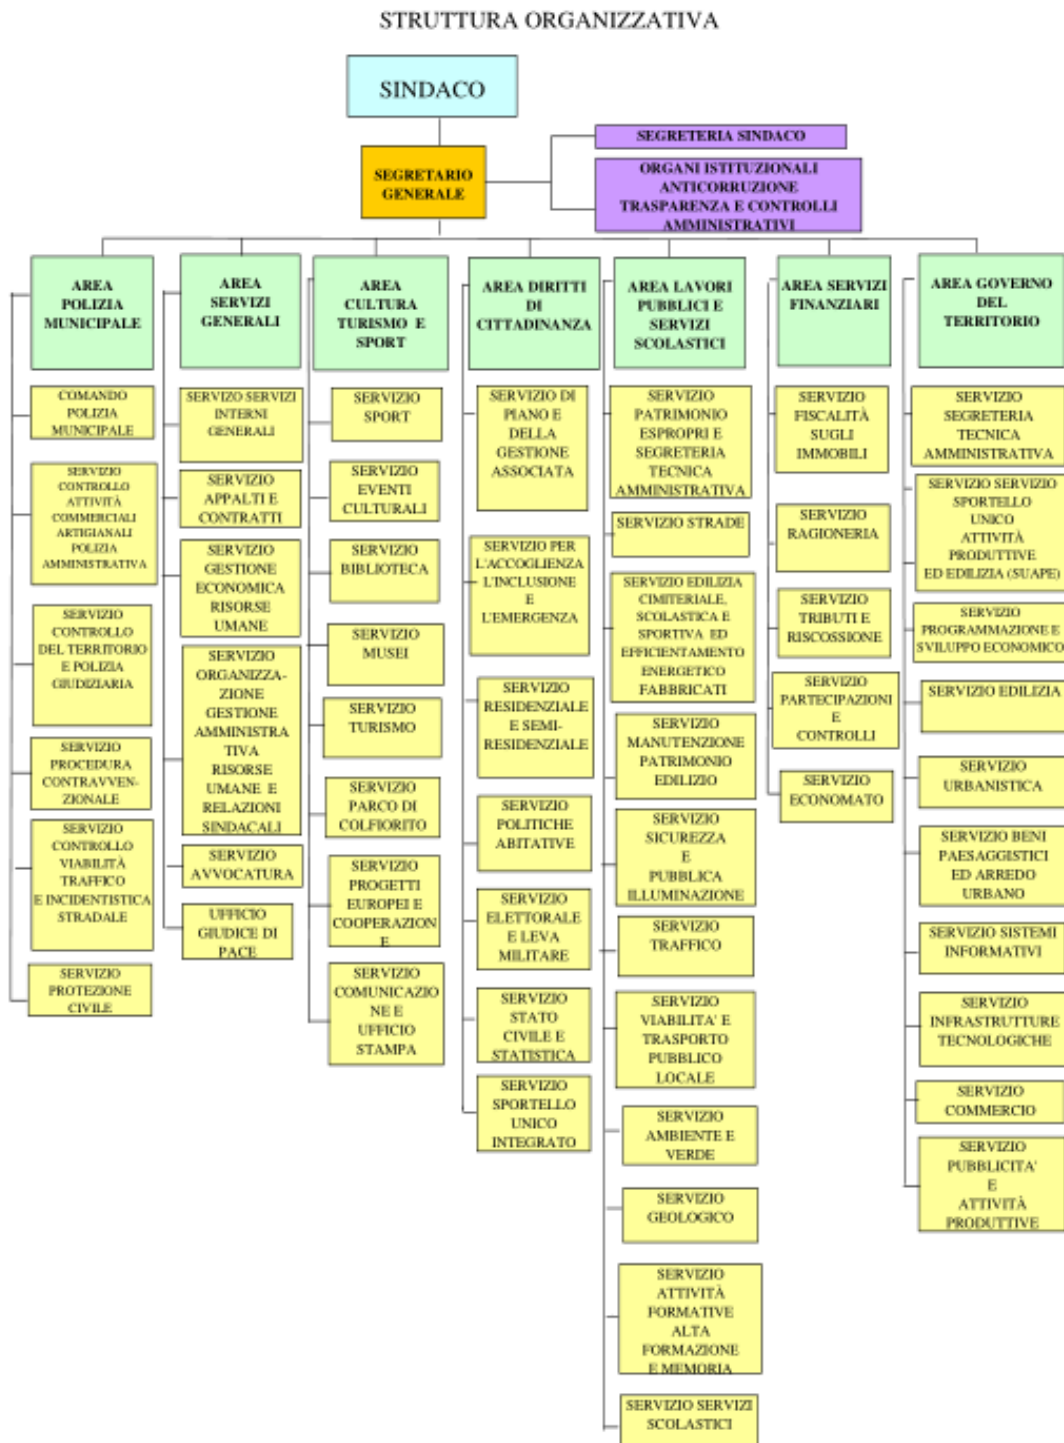 STRUTTURA ORGANIZZATIVA
SINDACO
SEGRETARIO
GENERALE
SEGRETERIA SINDACO
ORGANI ISTITUZIONALI
ANTICORRUZIONE
TRASPARENZA E CONTROLLI
AMMINISTRATIVI
AREA
POLIZIA
MUNICIPALE
COMANDO
POLIZIA
MUNICIPALE
SERVIZIO
CONTROLLO
ATTIVITÀ
COMMERCIALI
ARTIGIANALI
POLIZIA
AMMINISTRATIVA
SERVIZIO
CONTROLLO
DEL TERRITORIO
E POLIZIA
GIUDIZIARIA
SERVIZIO
PROCEDURA
CONTRAVVEN-
ZIONALE
SERVIZIO
CONTROLLO
VIABILITÀ
TRAFFICO
E INCIDENTISTICA
STRADALE
SERVIZIO
PROTEZIONE
CIVILE
AREA
SERVIZI
GENERALI
SERVIZO SERVIZI
INTERNI
GENERALI
SERVIZIO
APPALTI E
CONTRATTI
SERVIZIO
GESTIONE
ECONOMICA
RISORSE
UMANE
SERVIZIO
ORGANIZZA-
ZIONE
GESTIONE
AMMINISTRA
TIVA
RISORSE
UMANE E
RELAZIONI
SINDACALI
SERVIZIO
AVVOCATURA
UFFICIO
GIUDICE DI
PACE
AREA
CULTURA
TURISMO E
SPORT
SERVIZIO
SPORT
SERVIZIO
EVENTI
CULTURALI
SERVIZIO
BIBLIOTECA
SERVIZIO
MUSEI
SERVIZIO
TURISMO
SERVIZIO
PARCO DI
COLFIORITO
SERVIZIO
PROGETTI
EUROPEI E
COOPERAZION
E
SERVIZIO
COMUNICAZIO
NE E
UFFICIO
STAMPA
AREA DIRITTI
DI
CITTADINANZA
SERVIZIO DI
PIANO E
DELLA
GESTIONE
ASSOCIATA
SERVIZIO PER
L'ACCOGLIENZA
L'INCLUSIONE
E
L'EMERGENZA
SERVIZIO
RESIDENZIALE
E SEMI-
RESIDENZIALE
SERVIZIO
POLITICHE
ABITATIVE
SERVIZIO
ELETTORALE
E LEVA
MILITARE
SERVIZIO
STATO
CIVILE E
STATISTICA
SERVIZIO
SPORTELLO
UNICO
INTEGRATO
AREA LAVORI
PUBBLICI E
SERVIZI
SCOLASTICI
SERVIZIO
PATRIMONIO
ESPROPRI E
SEGRETERIA
TECNICA
AMMINISTRATIVA
SERVIZIO STRADE
SERVIZIO EDILIZIA
CIMITERIALE,
SCOLASTICA E
SPORTIVA ED
EFFICIENTAMENTO
ENERGETICO
FABBRICATI
SERVIZIO
MANUTENZIONE
PATRIMONIO
EDILIZIO
SERVIZIO
SICUREZZA
E
PUBBLICA
ILLUMINAZIONE
SERVIZIO
TRAFFICO
SERVIZIO
VIABILITA' E
TRASPORTO
PUBBLICO
LOCALE
SERVIZIO
AMBIENTE E
VERDE
SERVIZIO
GEOLOGICO
SERVIZIO
ATTIVITÀ
FORMATIVE
ALTA
FORMAZIONE
E MEMORIA
SERVIZIO SERVIZI
SCOLASTICI
AREA SERVIZI
FINANZIARI
SERVIZIO
FISCALITÀ
SUGLI
IMMOBILI
SERVIZIO
RAGIONERIA
SERVIZIO
TRIBUTI E
RISCOSSIONE
SERVIZIO
PARTECIPAZIONI
E
CONTROLLI
SERVIZIO
ECONOMATO
AREA GOVERNO
DEL
TERRITORIO
SERVIZIO
SEGRETERIA
TECNICA
AMMINISTRATIVA
SERVIZIO SERVIZIO
SPORTELLO
UNICO
ATTIVITÀ
PRODUTTIVE
ED EDILIZIA (SUAPE)
SERVIZIO
PROGRAMMAZIONE E
SVILUPPO ECONOMICO
SERVIZIO EDILIZIA
SERVIZIO
URBANISTICA
SERVIZIO BENI
PAESAGGISTICI
ED ARREDO
URBANO
SERVIZIO SISTEMI
INFORMATIVI
SERVIZIO
INFRASTRUTTURE
TECNOLOGICHE
SERVIZIO
COMMERCIO
SERVIZIO
PUBBLICITA'
E
ATTIVITÀ
PRODUTTIVE